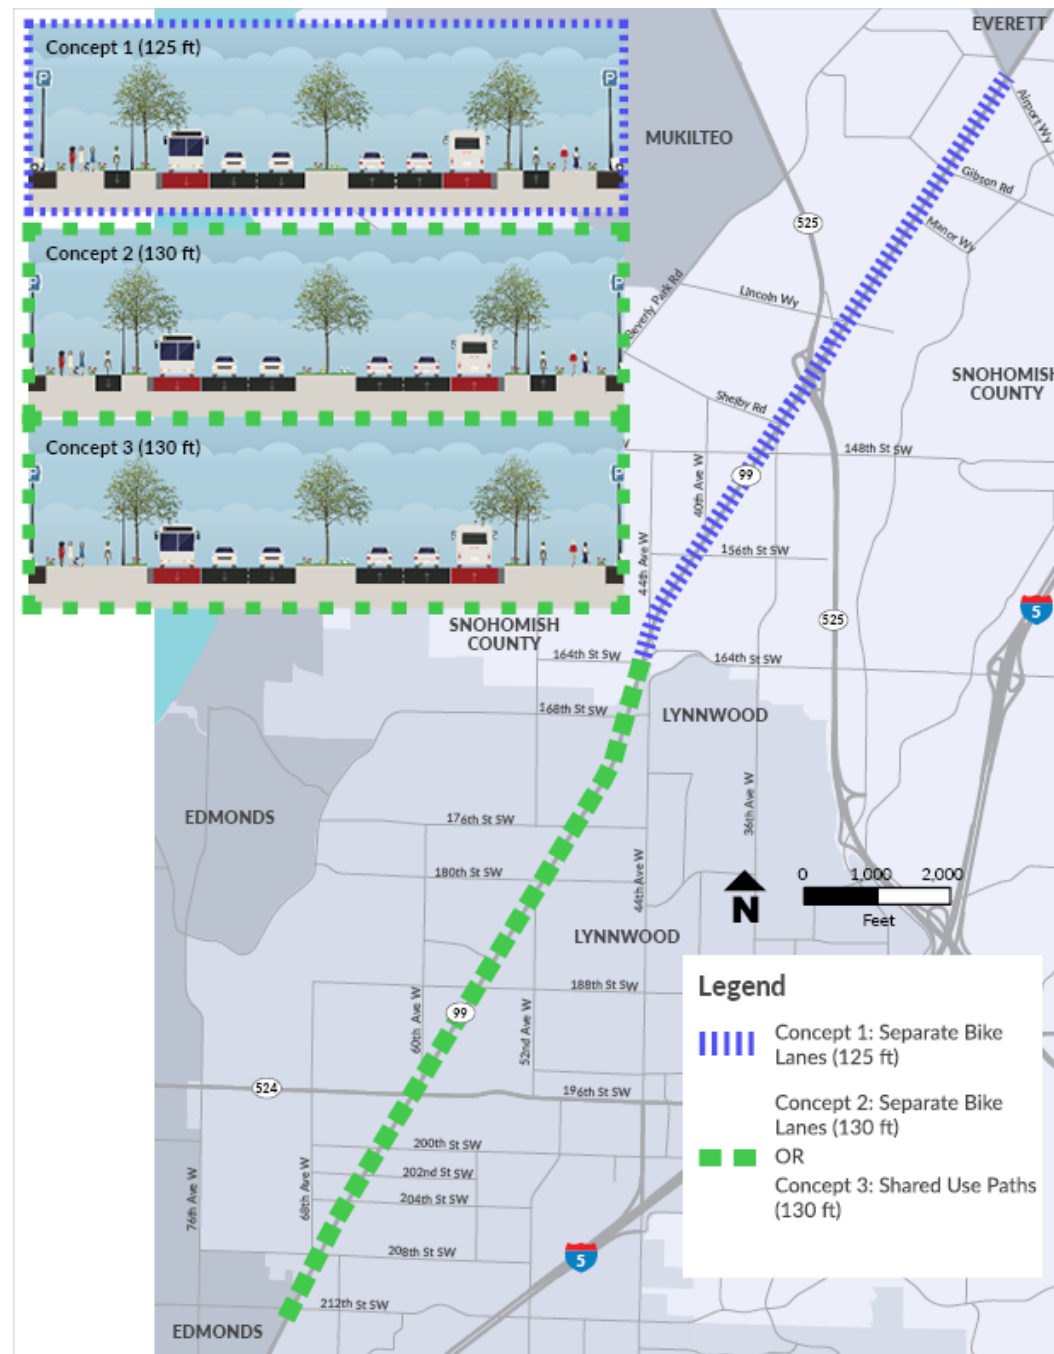 Concept 1 (125 ft)
P
P
Concept 2 (130 ft)
P
P
Concept 3 (130 ft)
P
P
EVERETT
Airport Wy
MUKILTEO
Gibson Rd
525
Manor Wy
Lincoln Wy
Beverly Park Rd
SNOHOMISH
COUNTY
Shelby Rd
148th St SW
W
99
40th Ave W
156th St SW
44th Ave W
525
5
SNOHOMISH
COUNTY
164th St SW
164th St SW
168th St SW
LYNNWOOD
EDMONDS
176th St SW
36th Ave W
180th St SW
44th Ave W
0 1,000 2,000
Feet
N
LYNNWOOD
188th St SW
60th Ave W
99
52nd Ave W
524
196th St SW
200th St SW
202nd St SW
204th St SW
76th Ave W
68th Ave W
208th St SW
5
212th St SW
EDMONDS
Legend
Concept 1: Separate Bike
Lanes (125 ft)
Concept 2: Separate Bike
Lanes (130 ft)
OR
Concept 3: Shared Use Paths
(130 ft)